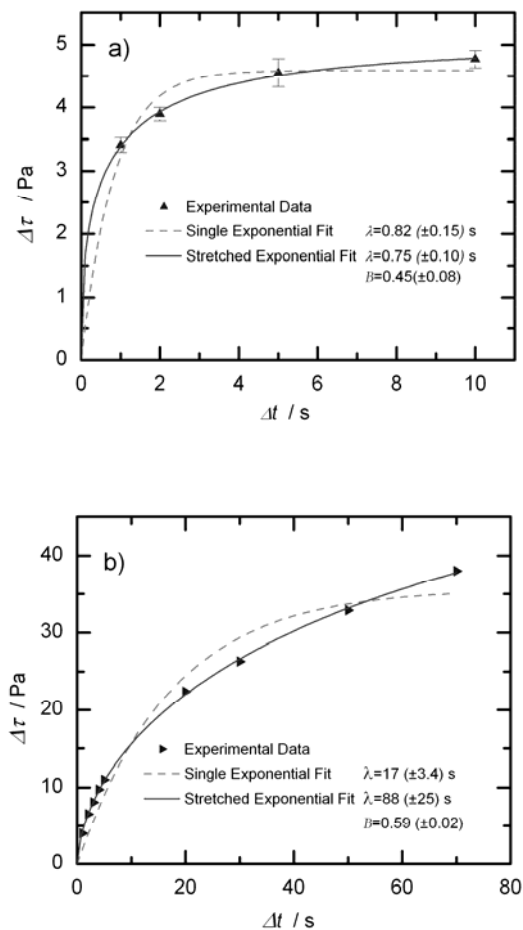 a)
5
4
3
2
1
0
Δτ / Pa
▲ Experimental Data
Single Exponential Fit λ=0.82 (±0.15) s
Stretched Exponential Fit λ=0.75 (±0.10) s
B=0.45(±0.08)
0 2 4 6 8 10
Δt / s
b)
40
30
20
10
0
Δτ / Pa
Experimental Data
Single Exponential Fit λ=17 (±3.4) s
Stretched Exponential Fit λ=88 (±25) s
B=0.59 (±0.02)
0 20 40 60 80
Δt / s